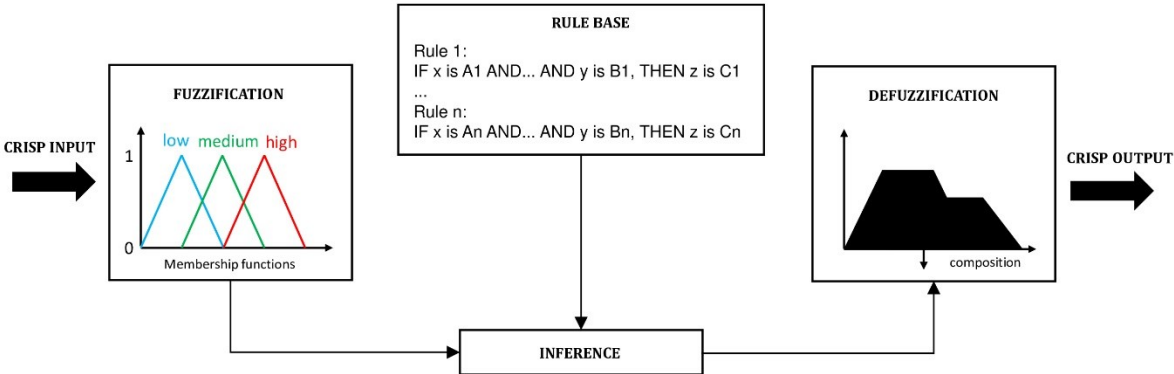 RULE BASE
Rule 1:
IF x is A1 AND... AND y is B1, THEN z is C1
...
Rule n:
IF x is An AND... AND y is Bn, THEN z is Cn
FUZZIFICATION
low medium high
1
0
Membership functions
CRISP INPUT
DEFUZZIFICATION
composition
CRISP OUTPUT
INFERENCE